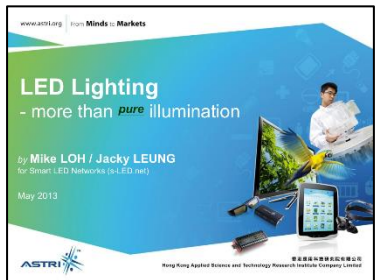 www.astri.org from Minds to Markets
LED Lighting
- more than pure illumination
by Mike LOH / Jacky LEUNG
for Smart LED Networks (s-LED.net)
May 2013
香港應用科技研究院有限公司
ASTRI
Hong Kong Applied Science and Technology Research Institute Company Limited